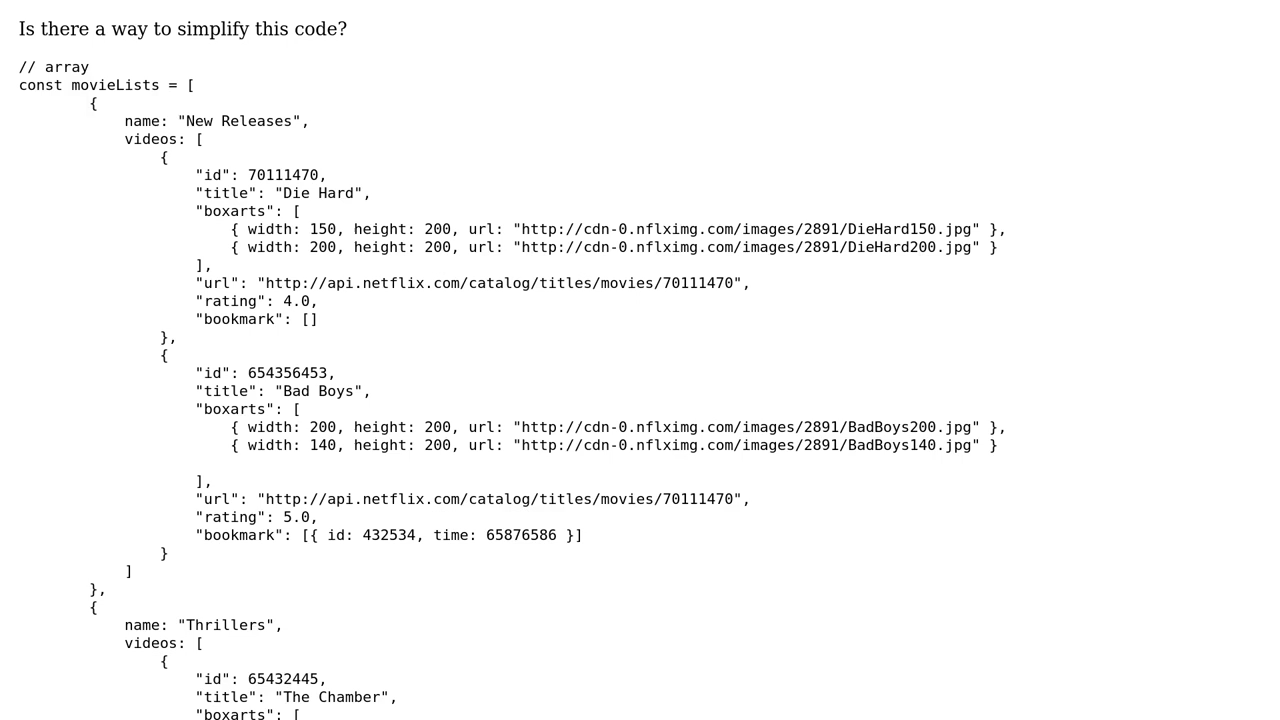 Is there a way to simplify this code?
// array
const movieLists = [
        {
            name: "New Releases",
            videos: [
                {
                    "id": 70111470,
                    "title": "Die Hard",
                    "boxarts": [
                        { width: 150, height: 200, url: "http://cdn-0.nflximg.com/images/2891/DieHard150.jpg" },
                        { width: 200, height: 200, url: "http://cdn-0.nflximg.com/images/2891/DieHard200.jpg" }
                    ],
                    "url": "http://api.netflix.com/catalog/titles/movies/70111470",
                    "rating": 4.0,
                    "bookmark": []
                },
                {
                    "id": 654356453,
                    "title": "Bad Boys",
                    "boxarts": [
                        { width: 200, height: 200, url: "http://cdn-0.nflximg.com/images/2891/BadBoys200.jpg" },
                        { width: 140, height: 200, url: "http://cdn-0.nflximg.com/images/2891/BadBoys140.jpg" }

                    ],
                    "url": "http://api.netflix.com/catalog/titles/movies/70111470",
                    "rating": 5.0,
                    "bookmark": [{ id: 432534, time: 65876586 }]
                }
            ]
        },
        {
            name: "Thrillers",
            videos: [
                {
                    "id": 65432445,
                    "title": "The Chamber",
                    "boxarts": [